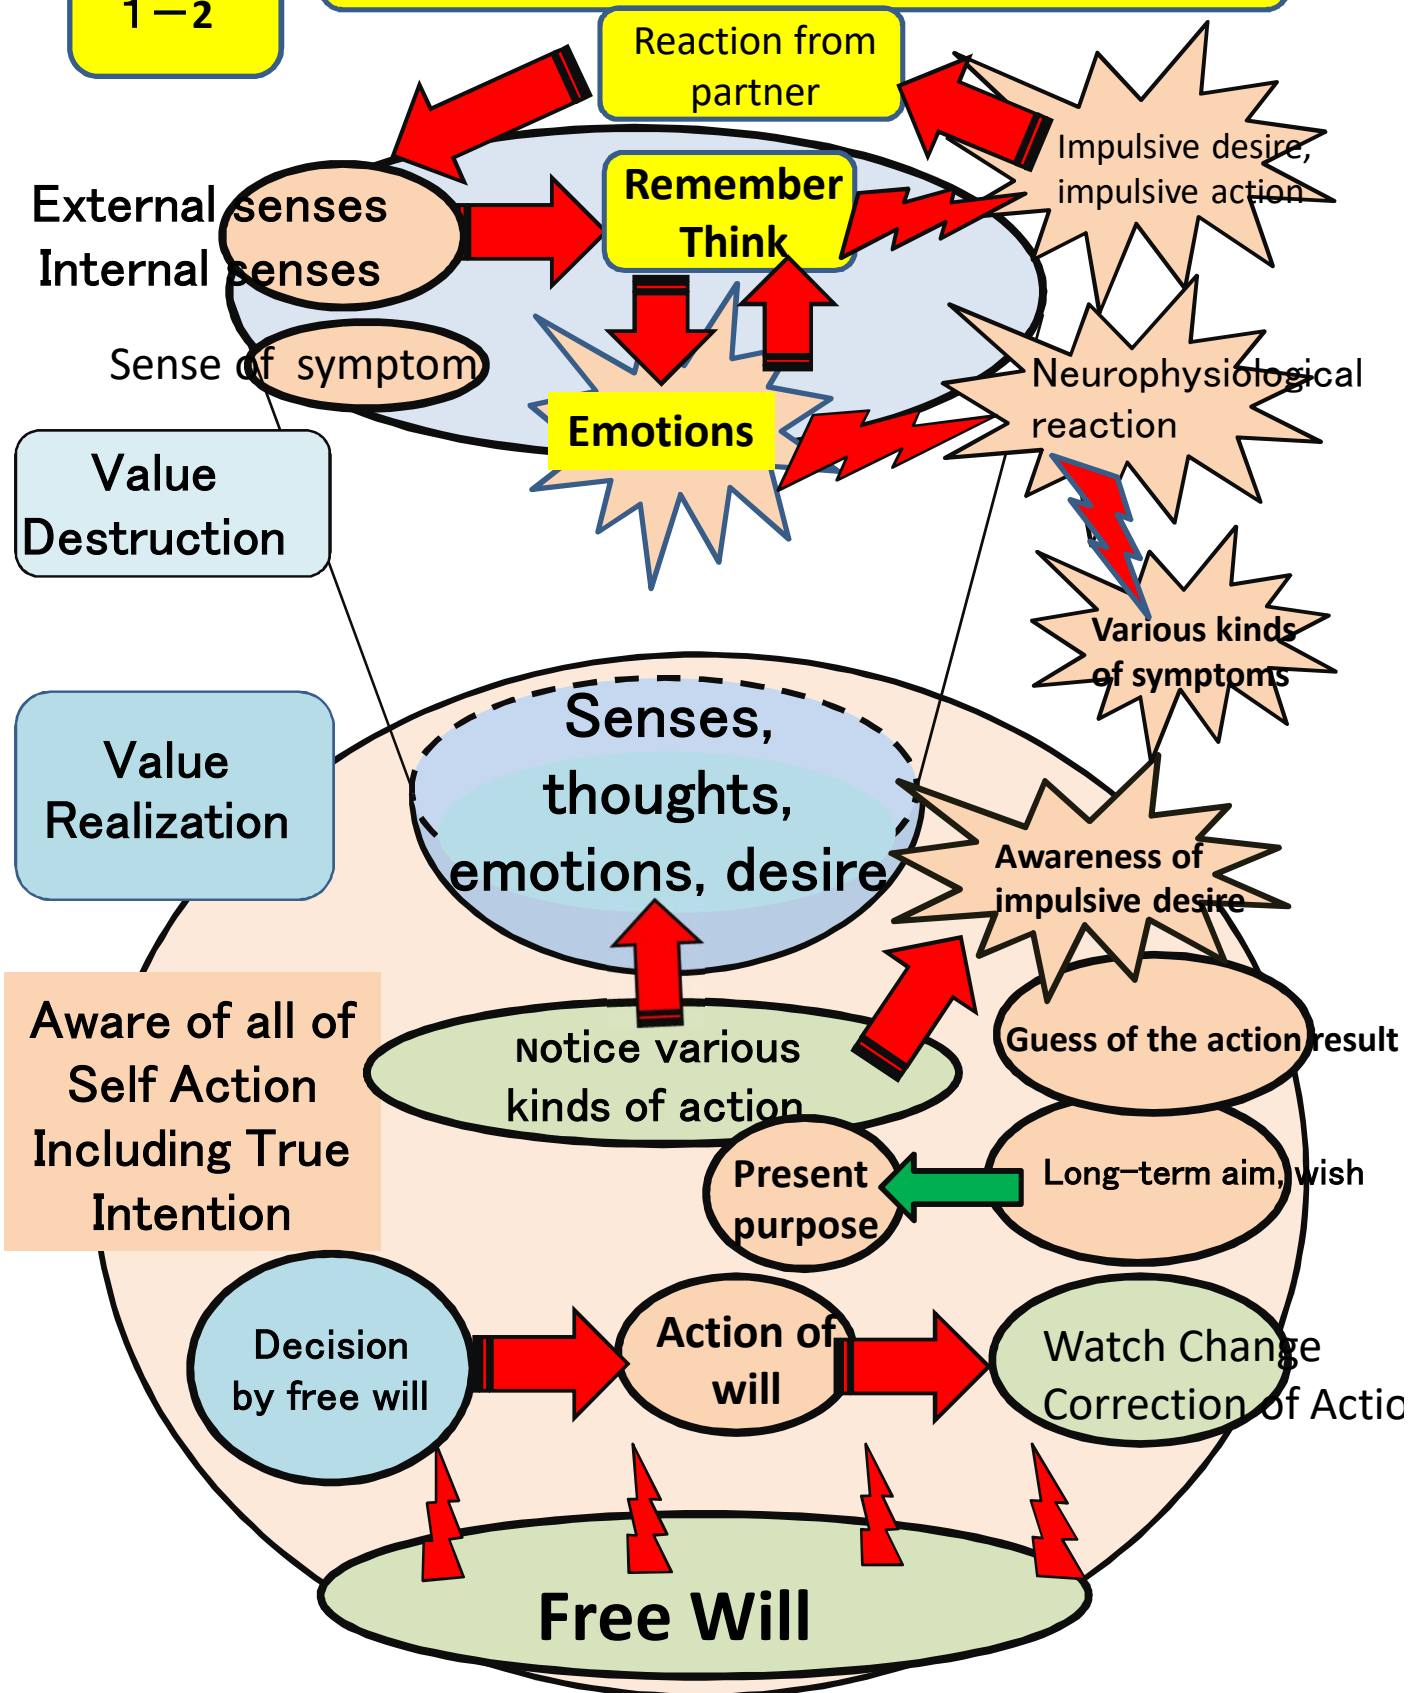 1－2
Reaction from
partner
Impulsive desire,
impulsive action
Remember
Think
External senses
Internal senses
Sense of symptom
Emotions
Neurophysiological
reaction
Value
Destruction
Various kinds
of symptoms
Senses,
thoughts,
emotions, desire
Value
Realization
Awareness of
impulsive desire
Aware of all of
Self Action
Including True
Intention
Notice various
kinds of action
Guess of the action result
Present
purpose
Long-term aim, wish
Decision
by free will
Action of
will
Watch Change
Correction of Actio
Free Will